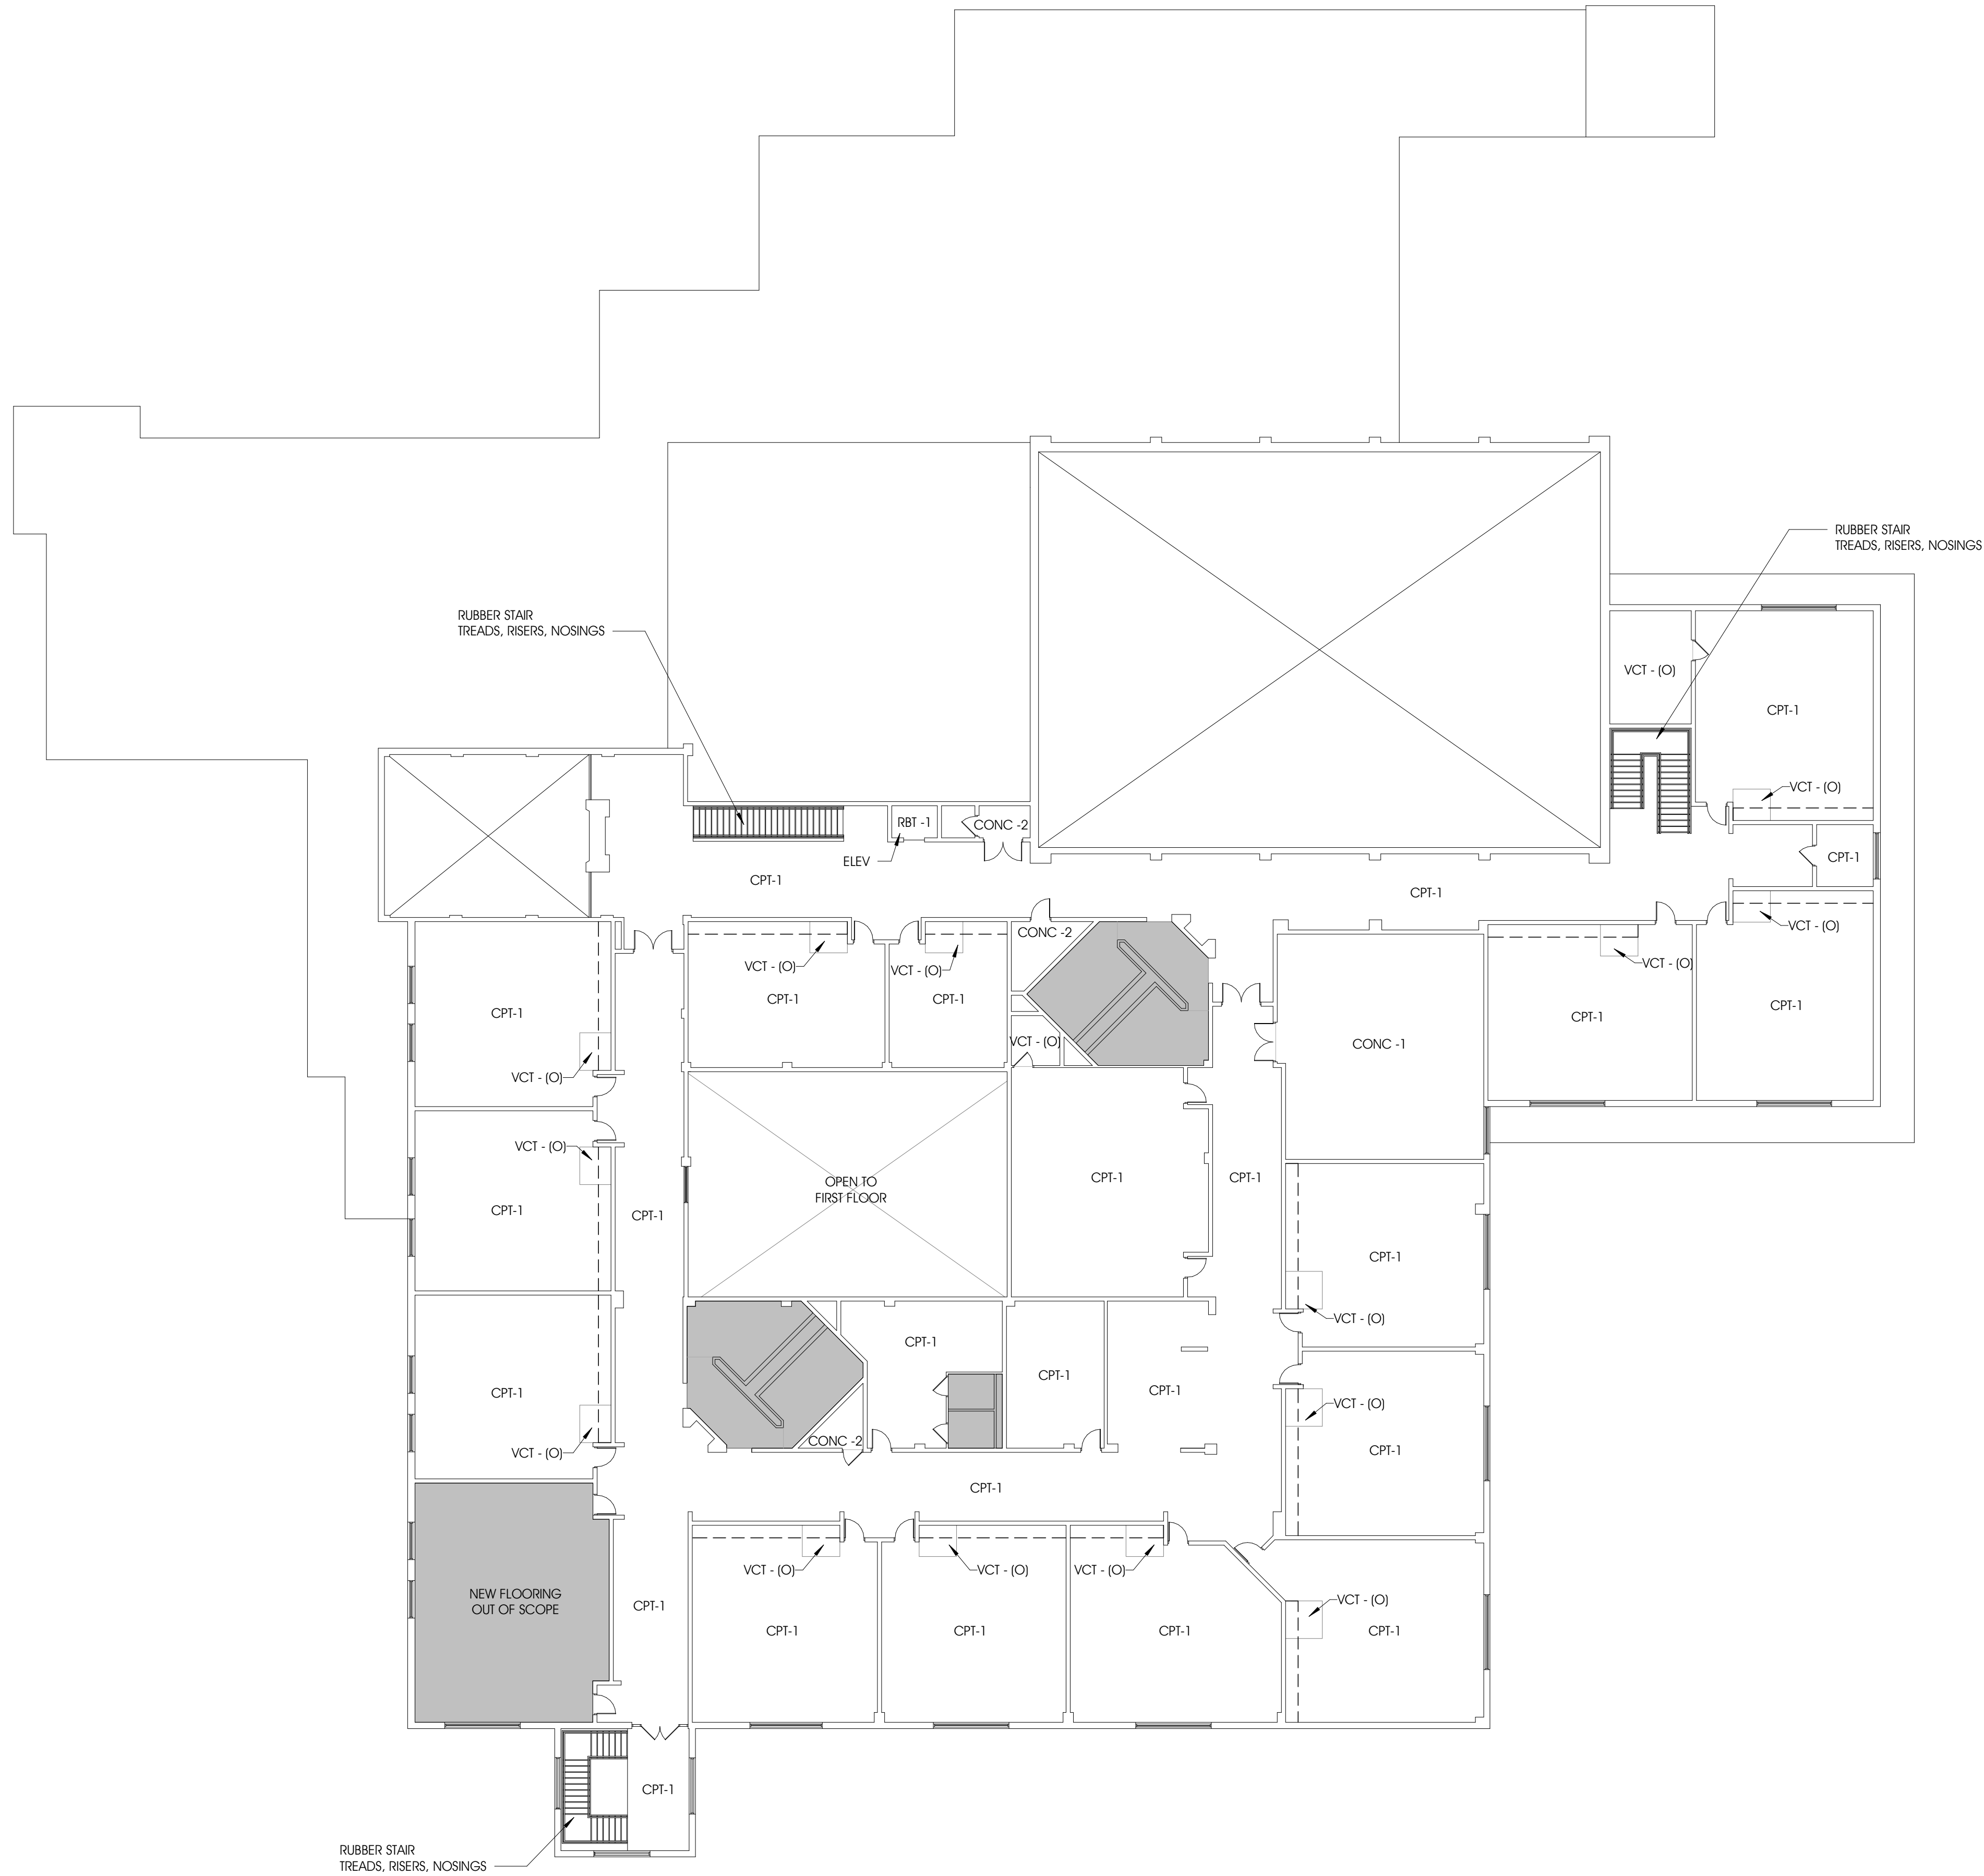 RUBBER STAIR
TREADS, RISERS, NOSINGS
RUBBER STAIR
TREADS, RISERS, NOSINGS
VCT - (O)
CPT-1
VCT - (O)
RBT -1
CONC -2
ELEV
CPT-1
CPT-1
CPT-1
CONC -2
VCT - (O)
VCT - (O)
VCT - (O)
VCT - (O)
CPT-1
CPT-1
CPT-1
CPT-1
CPT-1
VCT - (O)
CONC -1
VCT - (O)
VCT - (O)
CPT-1
CPT-1
OPEN TO
FIRST FLOOR
CPT-1
CPT-1
CPT-1
CPT-1
VCT - (O)
CPT-1
CPT-1
CPT-1
CPT-1
VCT - (O)
VCT - (O)
CONC -2
CPT-1
CPT-1
VCT - (O)
VCT - (O)
VCT - (O)
NEW FLOORING
OUT OF SCOPE
CPT-1
VCT - (O)
CPT-1
CPT-1
CPT-1
CPT-1
CPT-1
RUBBER STAIR
TREADS, RISERS, NOSINGS